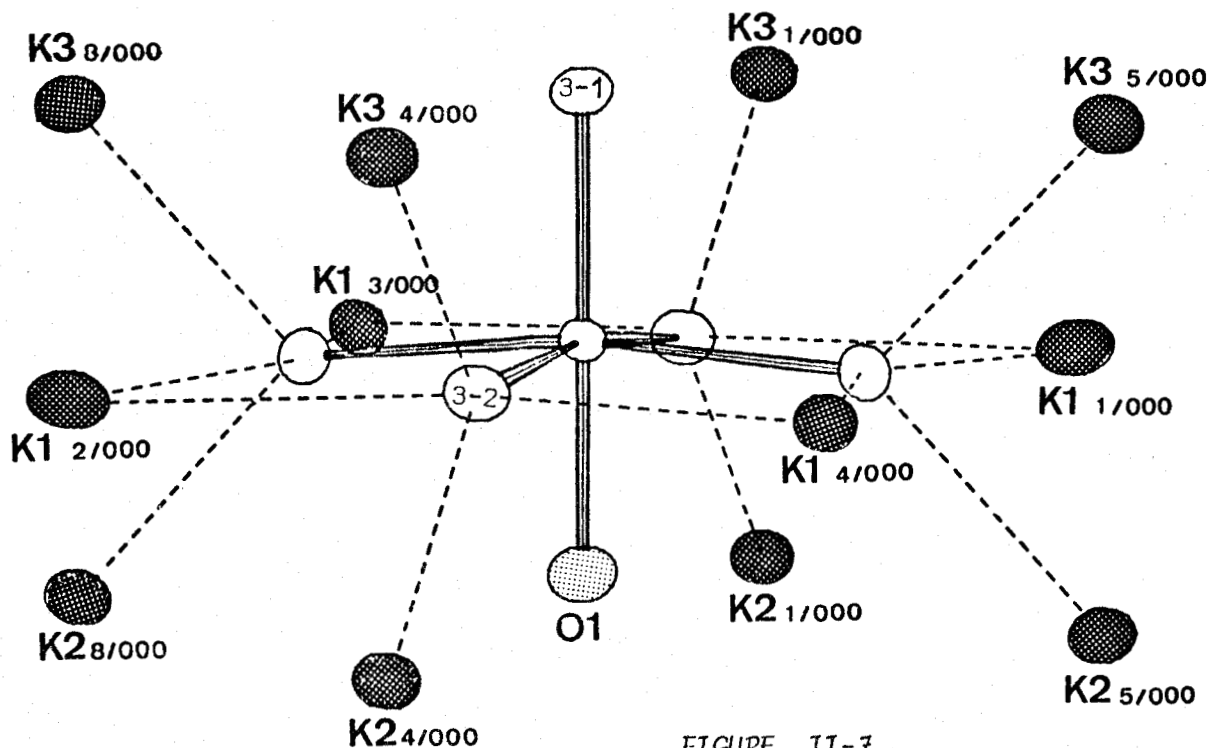 K3 8/000
K3 1/000
K3 5/000
3-1
K3 4/000
K1 3/000
3-2
K1 2/000
K1 1/000
K1 4/000
O1
K2 8/000
K2 1/000
K2 5/000
K2 4/000
FIGURE II-7